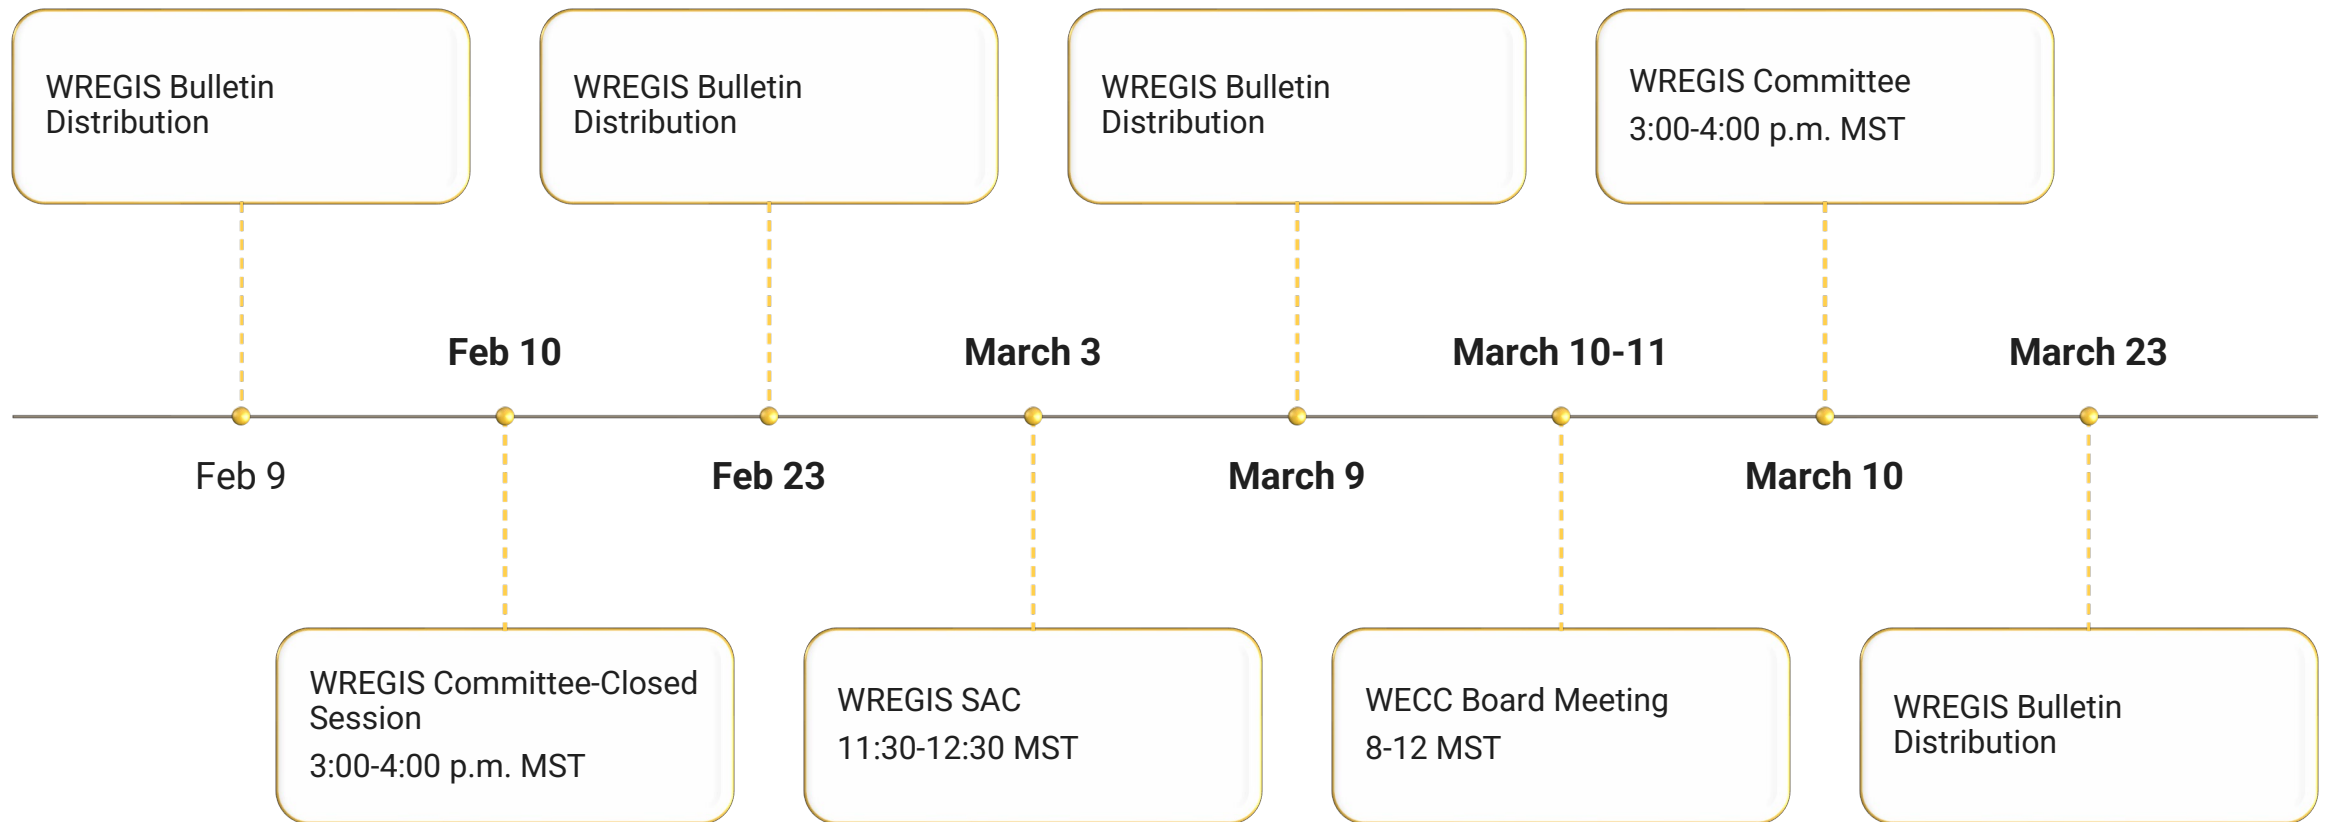 WREGIS Bulletin
Distribution
WREGIS Bulletin
Distribution
WREGIS Bulletin
Distribution
WREGIS Committee
3:00-4:00 p.m. MST
Feb 10
March 3
March 10-11
March 23
Feb 9
Feb 23
March 9
March 10
WREGIS Committee-Closed
Session
3:00-4:00 p.m. MST
WREGIS SAC
11:30-12:30 MST
WECC Board Meeting
8-12 MST
WREGIS Bulletin
Distribution